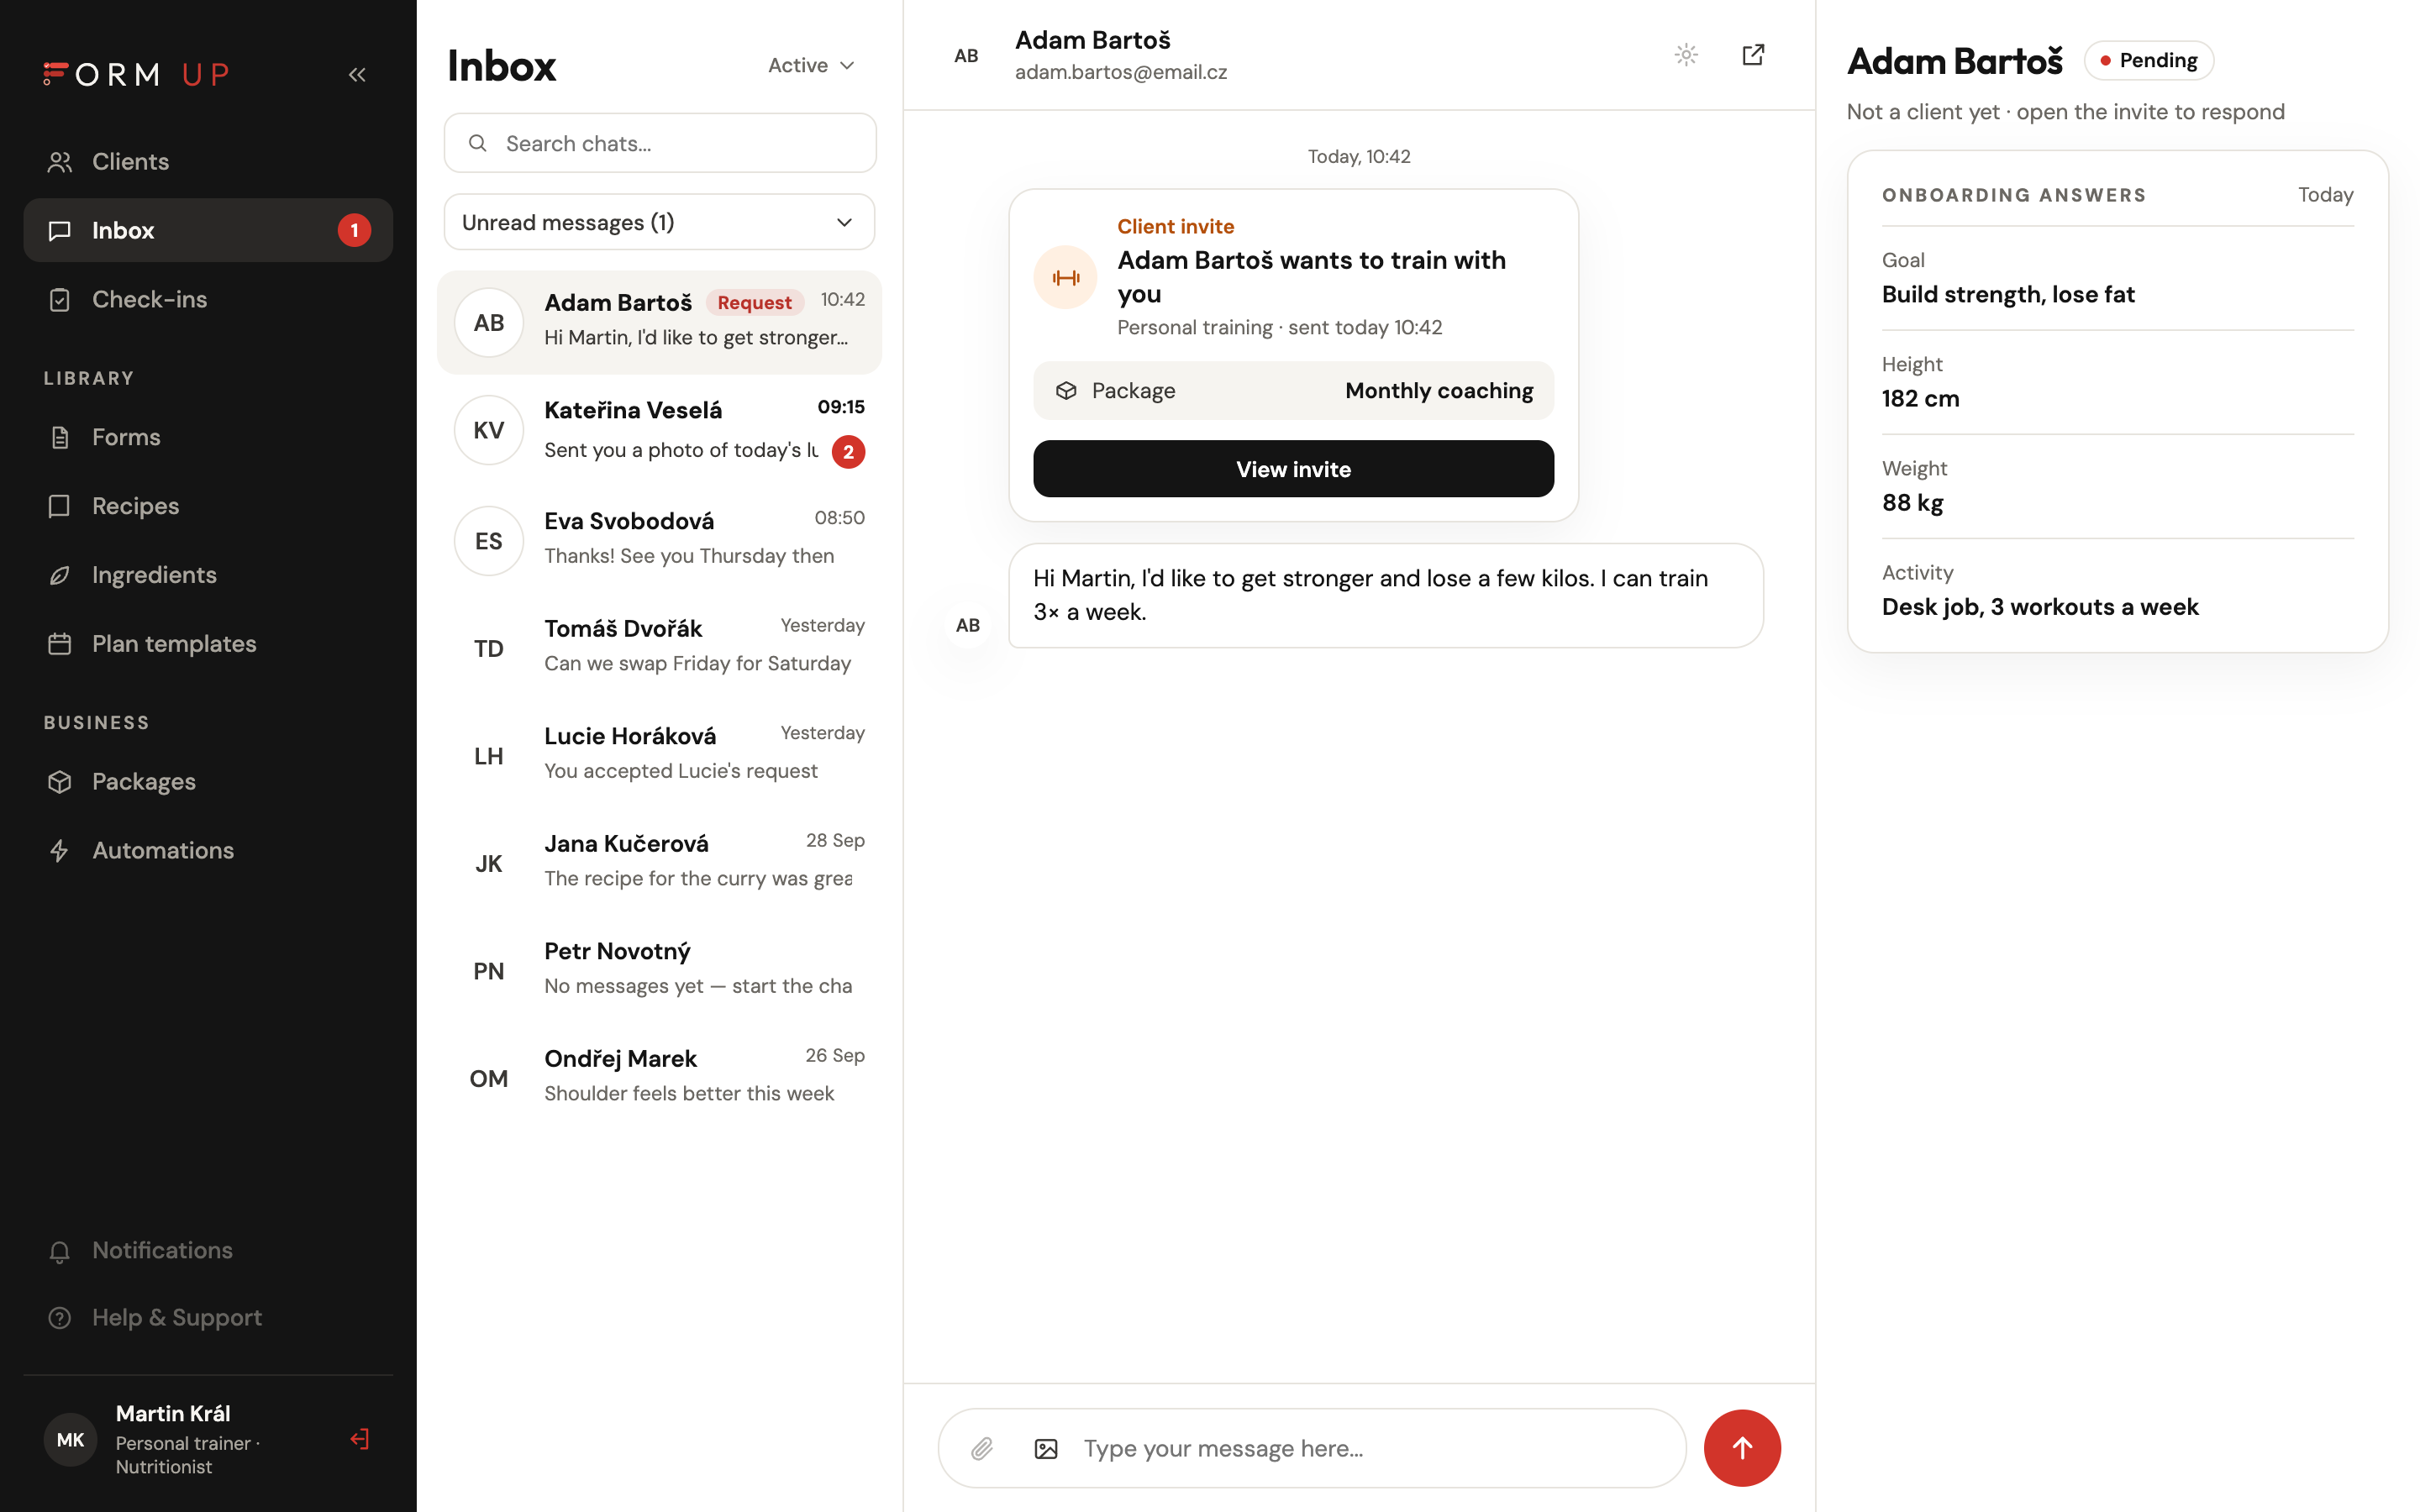 FORM UP
Clients
Inbox
1
Check-ins
LIBRARY
Forms
Recipes
Ingredients
Plan templates
BUSINESS
Packages
Automations
Notifications
Help & Support
MK
Martin Král
Personal trainer ·
Nutritionist
Inbox
Active
Search chats...
Unread messages (1)
AB
Adam Bartoš
Request
10:42
Hi Martin, I'd like to get stronger...
KV
Kateřina Veselá
09:15
Sent you a photo of today's lu
2
ES
Eva Svobodová
08:50
Thanks! See you Thursday then
TD
Tomáš Dvořák
Yesterday
Can we swap Friday for Saturday
LH
Lucie Horáková
Yesterday
You accepted Lucie's request
JK
Jana Kučerová
28 Sep
The recipe for the curry was grea
PN
Petr Novotný
No messages yet — start the cha
OM
Ondřej Marek
26 Sep
Shoulder feels better this week
AB
Adam Bartoš
adam.bartos@email.cz
Today, 10:42
Client invite
Adam Bartoš wants to train with
you
Personal training · sent today 10:42
Package
Monthly coaching
View invite
AB
Hi Martin, I'd like to get stronger and lose a few kilos. I can train
3× a week.
Type your message here...
Adam Bartoš
Pending
Not a client yet · open the invite to respond
ONBOARDING ANSWERS
Today
Goal
Build strength, lose fat
Height
182 cm
Weight
88 kg
Activity
Desk job, 3 workouts a week